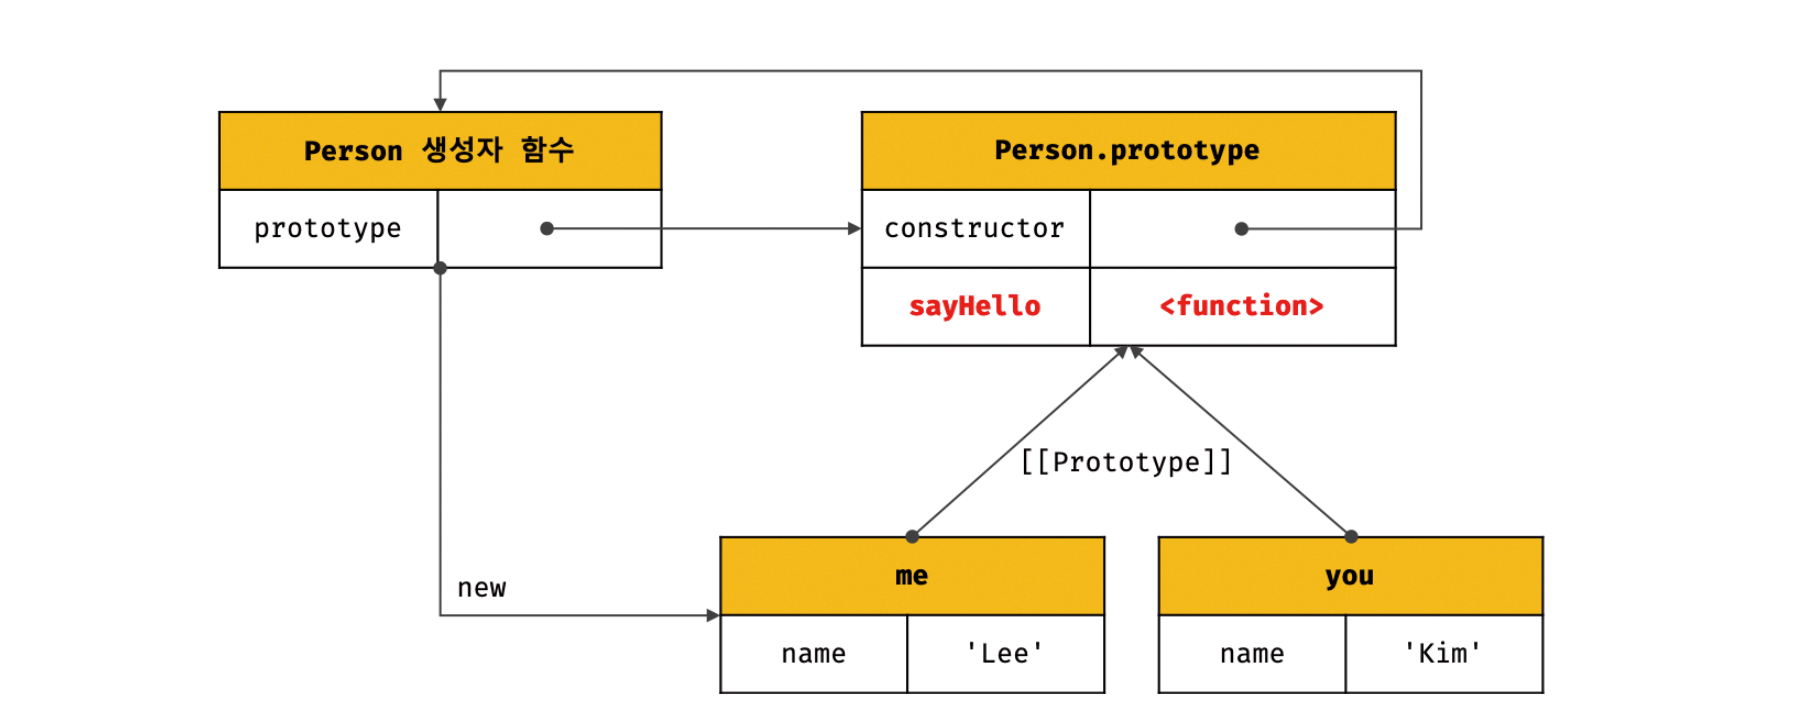 Person 생성자 함수
prototype
Person.prototype
constructor
sayHello
<function>
[[Prototype]]
new
me
name
'Lee'
you
name
'Kim'